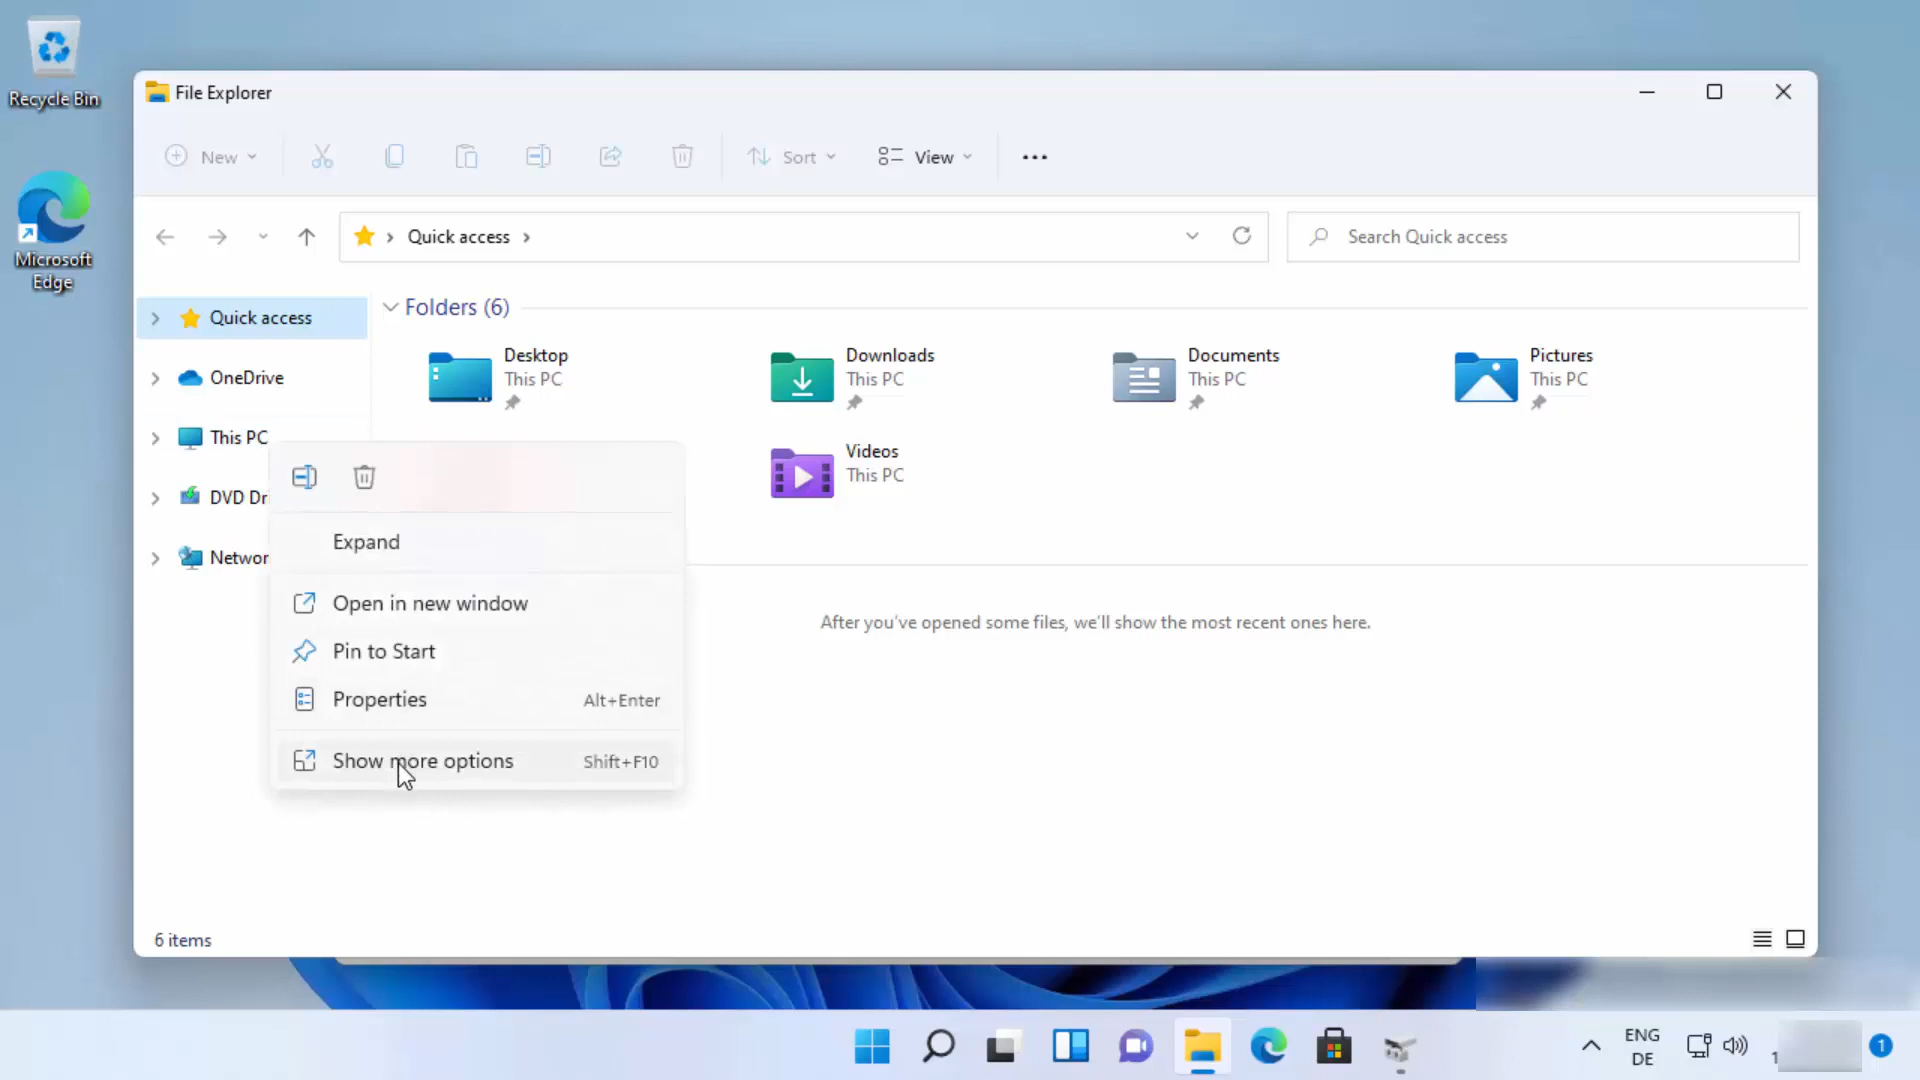 Recycle Bin
Microsoft
Edge
File Explorer
New
Sort
View
Quick access
Search Quick access
Quick access
OneDrive
This PC
DVD Dri
Networ
Folders (6)
Desktop
This PC
Downloads
This PC
Documents
This PC
Pictures
This PC
Videos
This PC
Expand
Open in new window
Pin to Start
Properties Alt+Enter
Show more options Shift+F10
After you've opened some files, we'll show the most recent ones here.
6 items
ENG
DE
1
1